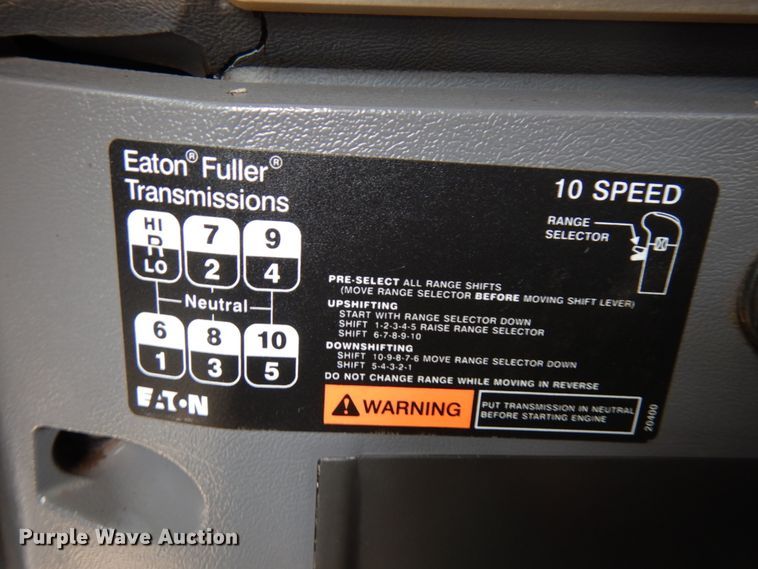 Eaton® Fuller®
Transmissions
10 SPEED
RANGE
SELECTOR
HI
R
LO
7
2
9
4
Neutral
6
1
8
3
10
5
PRE-SELECT ALL RANGE SHIFTS
(MOVE RANGE SELECTOR BEFORE MOVING SHIFT LEVER)
UPSHIFTING
START WITH RANGE SELECTOR DOWN
SHIFT 1-2-3-4-5 RAISE RANGE SELECTOR
SHIFT 6-7-8-9-10
DOWNSHIFTING
SHIFT 10-9-8-7-6 MOVE RANGE SELECTOR DOWN
SHIFT 5-4-3-2-1
DO NOT CHANGE RANGE WHILE MOVING IN REVERSE
WARNING
PUT TRANSMISSION IN NEUTRAL
BEFORE STARTING ENGINE
20400
EATON
Purple Wave Auction
Purple Wave Auction